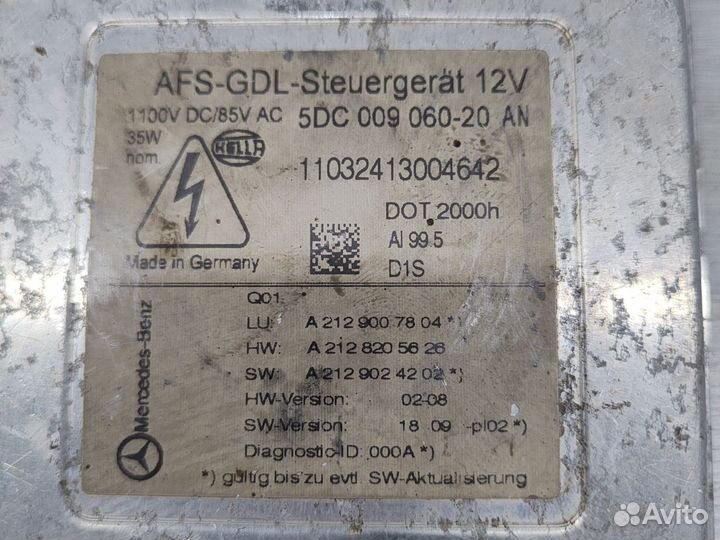 AFS-GDL-Steuergerät 12V
1100V DC/85V AC 5DC 009 060-20 AN
35W
nom.
HELLA
11032413004642
DOT 2000h
Al 99.5
D1S
Made in Germany
Mercedes-Benz
Q01
LU: A 212 900 78 04 *)
HW: A 212 820 56 26
SW: A 212 902 42 02 *)
HW-Version: 02-08
SW-Version: 18 09 -pl02 *)
Diagnostic-ID: 000A *)
*) gültig bis zu evtl. SW-Aktualisierung
Avito